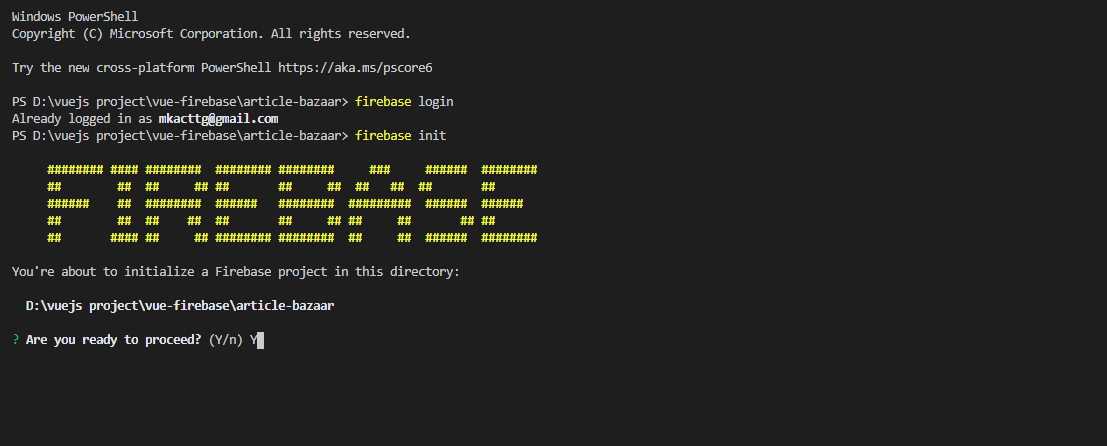 Windows PowerShell
Copyright (C) Microsoft Corporation. All rights reserved.
Try the new cross-platform PowerShell https://aka.ms/pscore6
PS D:\vuejs project\vue-firebase\article-bazaar> firebase login
Already logged in as mkacttg@gmail.com
PS D:\vuejs project\vue-firebase\article-bazaar> firebase init
FIREBASE
You're about to initialize a Firebase project in this directory:
D:\vuejs project\vue-firebase\article-bazaar
? Are you ready to proceed? (Y/n) Y